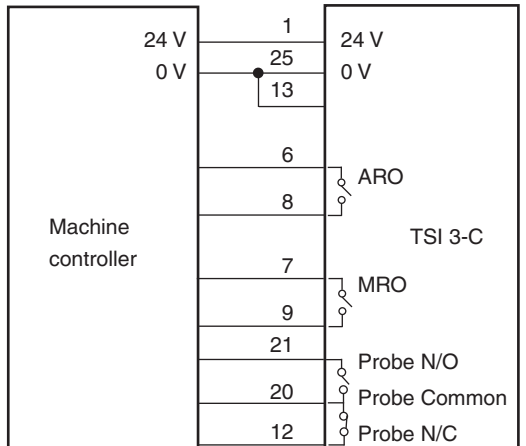 1
24 V 24 V
25
0 V 0 V
13
6
ARO
8
Machine
controller
TSI 3-C
7
MRO
9
21
Probe N/O
20
Probe Common
12
Probe N/C